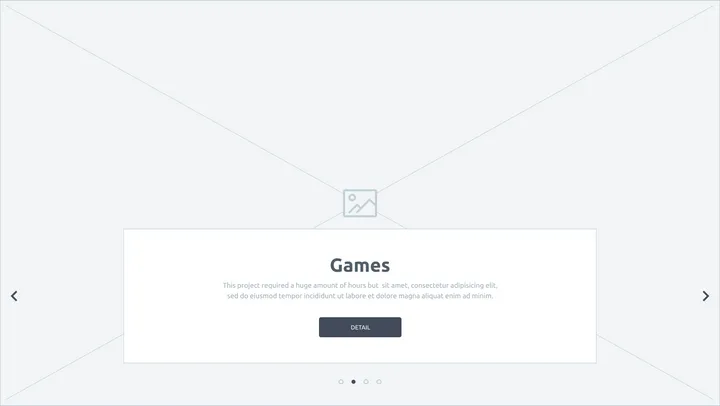 Games
This project required a huge amount of hours but  sit amet, consectetur adipisicing elit,
sed do eiusmod tempor incididunt ut labore et dolore magna aliquat enim ad minim.
DETAIL